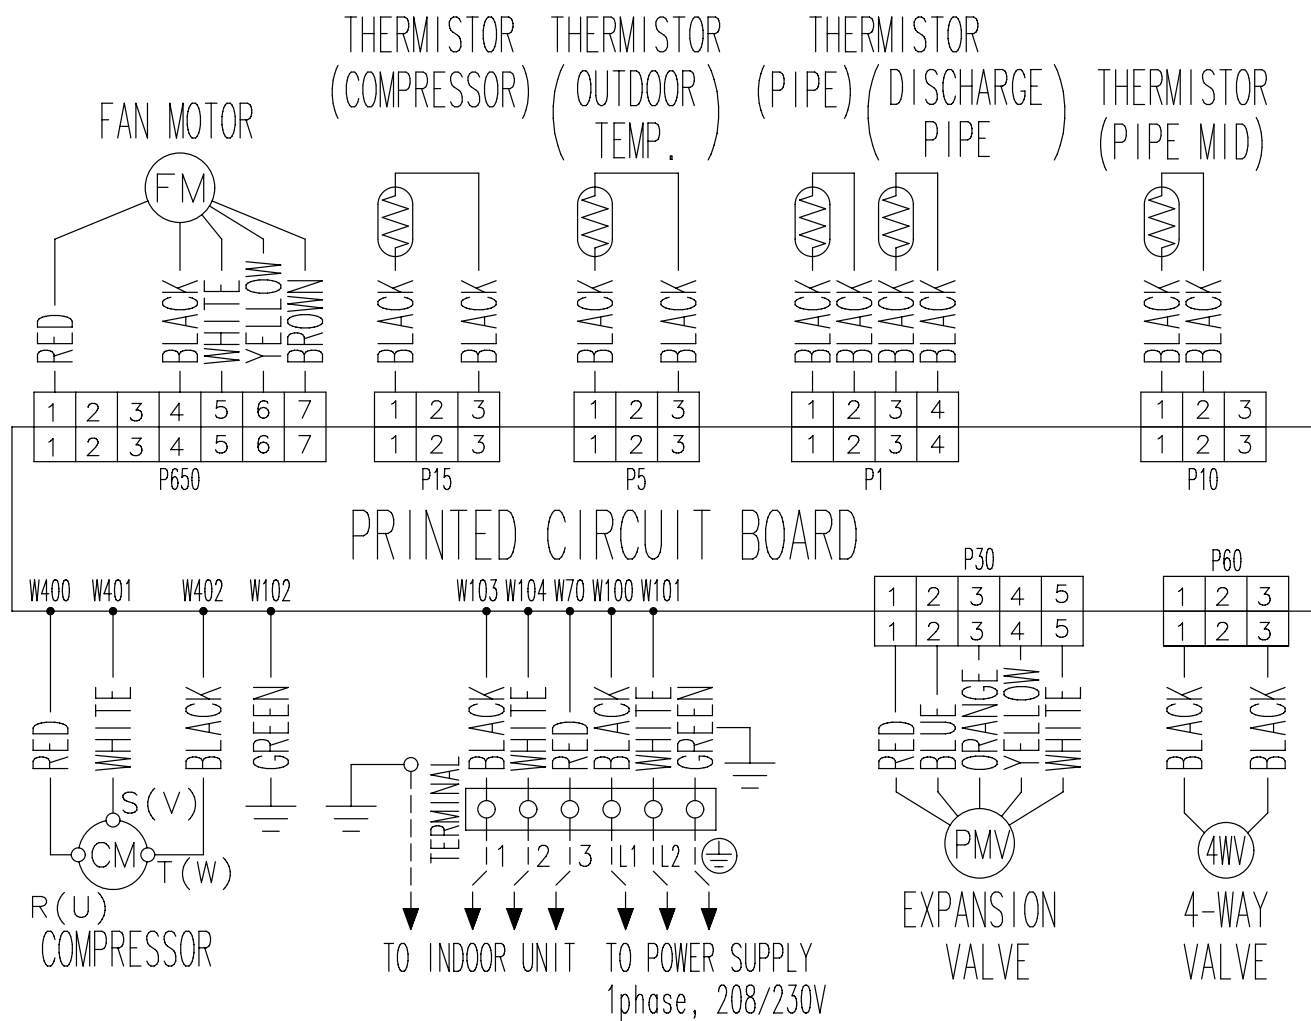 THERMISTOR THERMISTOR THERMISTOR
(COMPRESSOR) (OUTDOOR TEMP.) (PIPE) (DISCHARGE PIPE)
THERMISTOR
(PIPE MID)
FAN MOTOR
FM
RED BLACK WHITE YELLOW BROWN BLACK BLACK BLACK BLACK BLACK BLACK BLACK BLACK BLACK BLACK
1 2 3 4 5 6 7 1 2 3 1 2 3 1 2 3 4 1 2 3
1 2 3 4 5 6 7 1 2 3 1 2 3 1 2 3 4 1 2 3
P650 P15 P5 P1 P10
PRINTED CIRCUIT BOARD
P30 P60
W400 W401 W402 W102 W103 W104 W70 W100 W101
1 2 3 4 5 1 2 3
1 2 3 4 5 1 2 3
RED WHITE BLACK GREEN BLACK WHITE RED BLACK WHITE GREEN RED BLUE ORANGE YELLOW WHITE BLACK BLACK
TERMINAL
S(V)
CM
T(W)
R(U)
COMPRESSOR
1 2 3 L1 L2
PMV
4WV
TO INDOOR UNIT TO POWER SUPPLY
1phase, 208/230V
EXPANSION
VALVE
4-WAY
VALVE